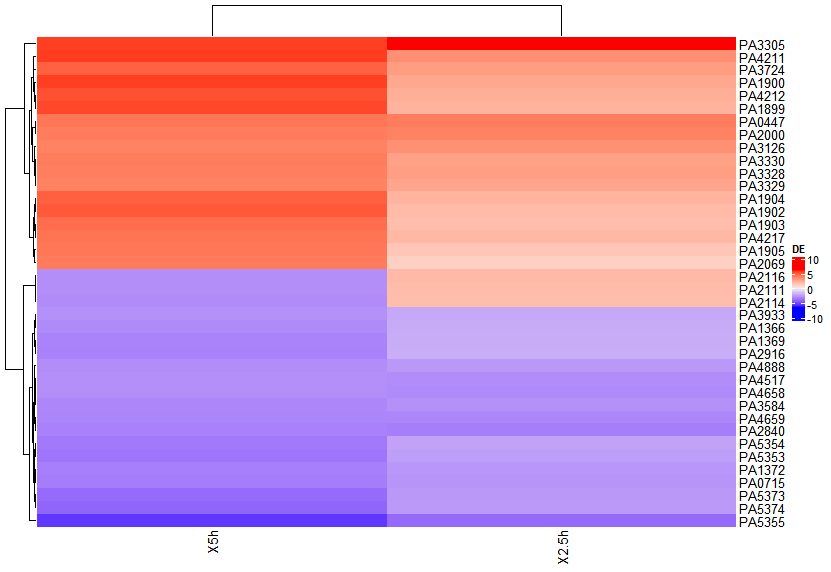 PA3305
PA4211
PA3724
PA1900
PA4212
PA1899
PA0447
PA2000
PA3126
PA3330
PA3328
PA3329
PA1904
PA1902
PA1903
PA4217
PA1905
PA2069
PA2116
PA2111
PA2114
PA3933
PA1366
PA1369
PA2916
PA4888
PA4517
PA4658
PA3584
PA4659
PA2840
PA5354
PA5353
PA1372
PA0715
PA5373
PA5374
PA5355
DE
10
5
0
-5
-10
X5h
X2.5h